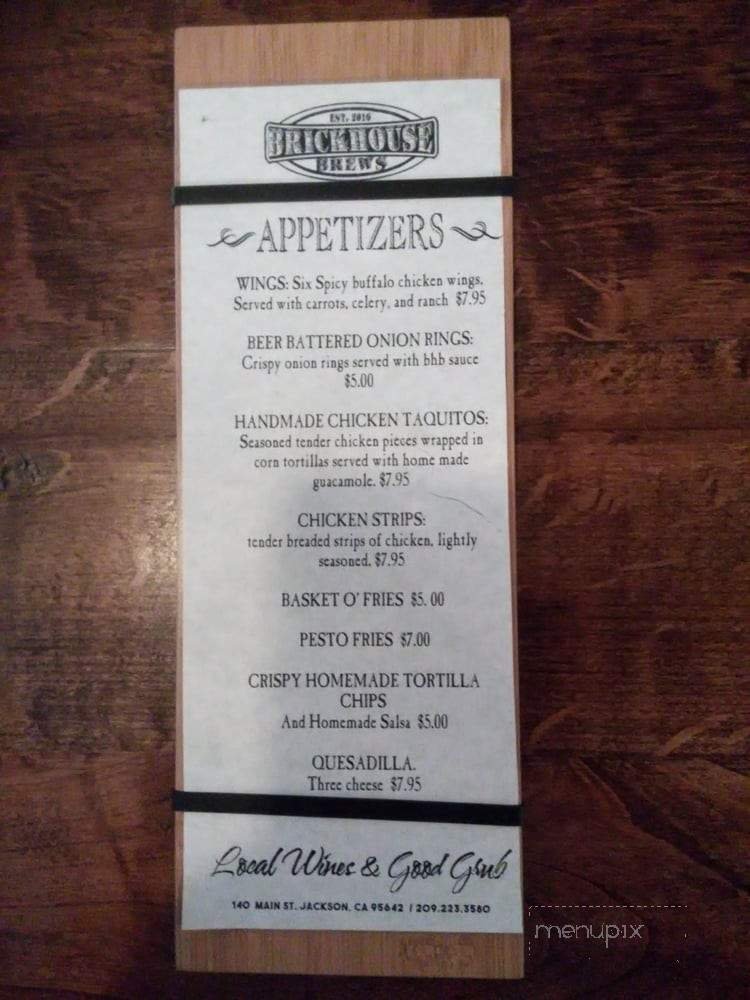 EST. 2016
BRICKHOUSE
BREWS
APPETIZERS
WINGS: Six Spicy buffalo chicken wings.
Served with carrots, celery, and ranch $7.95
BEER BATTERED ONION RINGS:
Crispy onion rings served with bhb sauce
$5.00
HANDMADE CHICKEN TAQUITOS:
Seasoned tender chicken pieces wrapped in
corn tortillas served with home made
guacamole. $7.95
CHICKEN STRIPS:
tender breaded strips of chicken, lightly
seasoned. $7.95
BASKET O' FRIES $5.00
PESTO FRIES $7.00
CRISPY HOMEMADE TORTILLA
CHIPS
And Homemade Salsa $5.00
QUESADILLA.
Three cheese $7.95
Local Wines & Good Grub
140 MAIN ST. JACKSON, CA 95642 / 209.223.3580
menupix